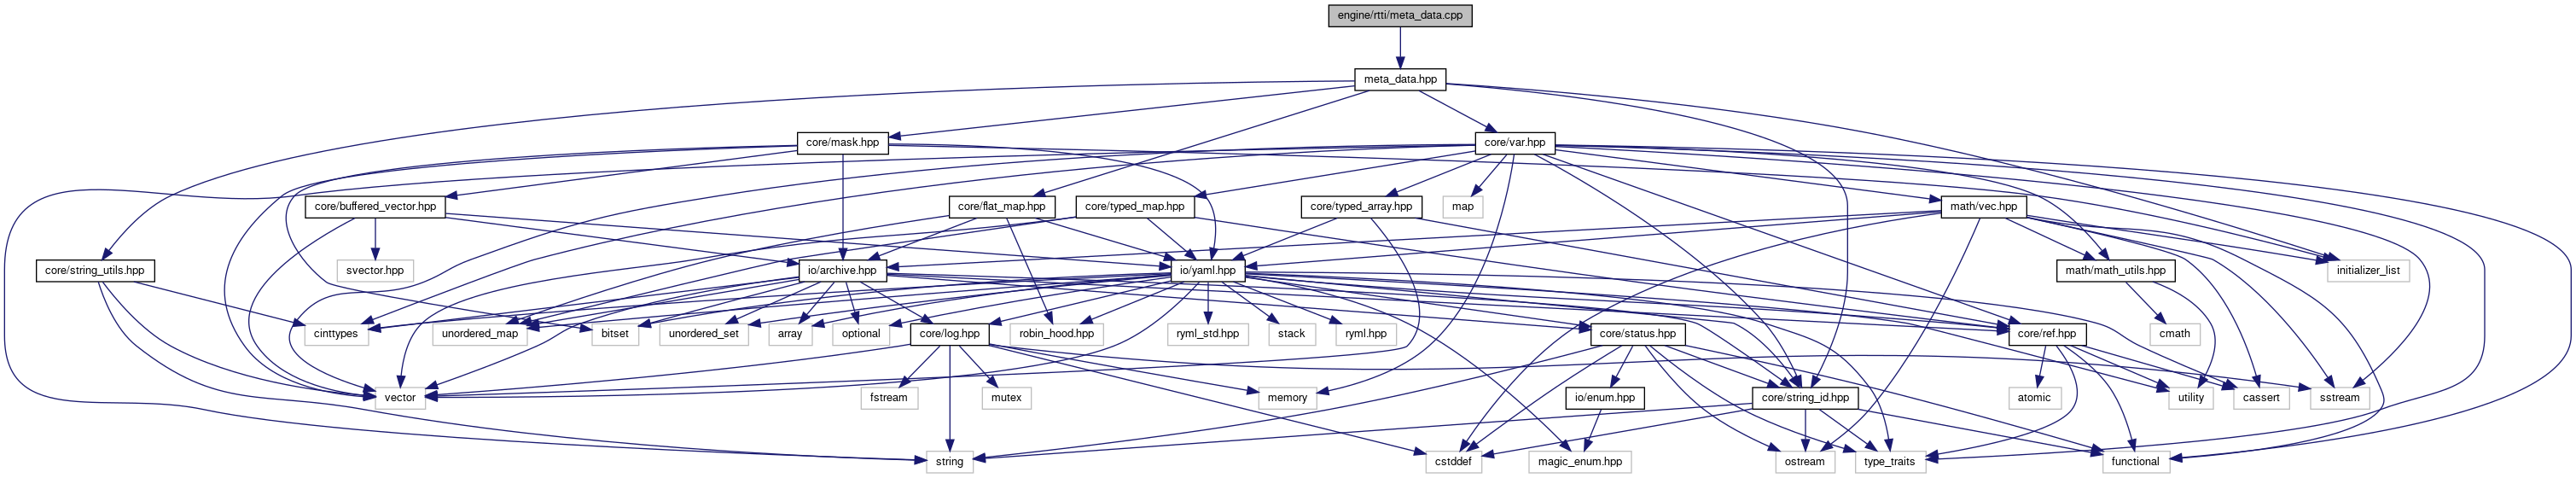 engine/rtti/meta_data.cpp
meta_data.hpp
core/mask.hpp
core/var.hpp
core/buffered_vector.hpp
core/flat_map.hpp
core/typed_map.hpp
core/typed_array.hpp
map
math/vec.hpp
core/string_utils.hpp
svector.hpp
io/archive.hpp
io/yaml.hpp
math/math_utils.hpp
initializer_list
cinttypes
unordered_map
bitset
unordered_set
array
optional
core/log.hpp
robin_hood.hpp
ryml_std.hpp
stack
ryml.hpp
core/status.hpp
core/ref.hpp
cmath
vector
fstream
mutex
memory
io/enum.hpp
core/string_id.hpp
atomic
utility
cassert
sstream
string
cstddef
magic_enum.hpp
ostream
type_traits
functional